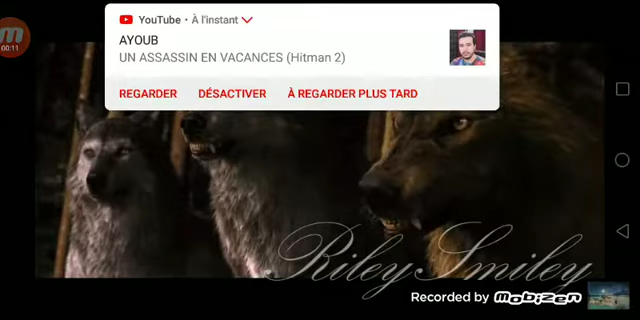 YouTube • À l'instant
AYOUB
UN ASSASSIN EN VACANCES (Hitman 2)
REGARDER DÉSACTIVER À REGARDER PLUS TARD
00:11
Riley Smiley
Recorded by Mobizen